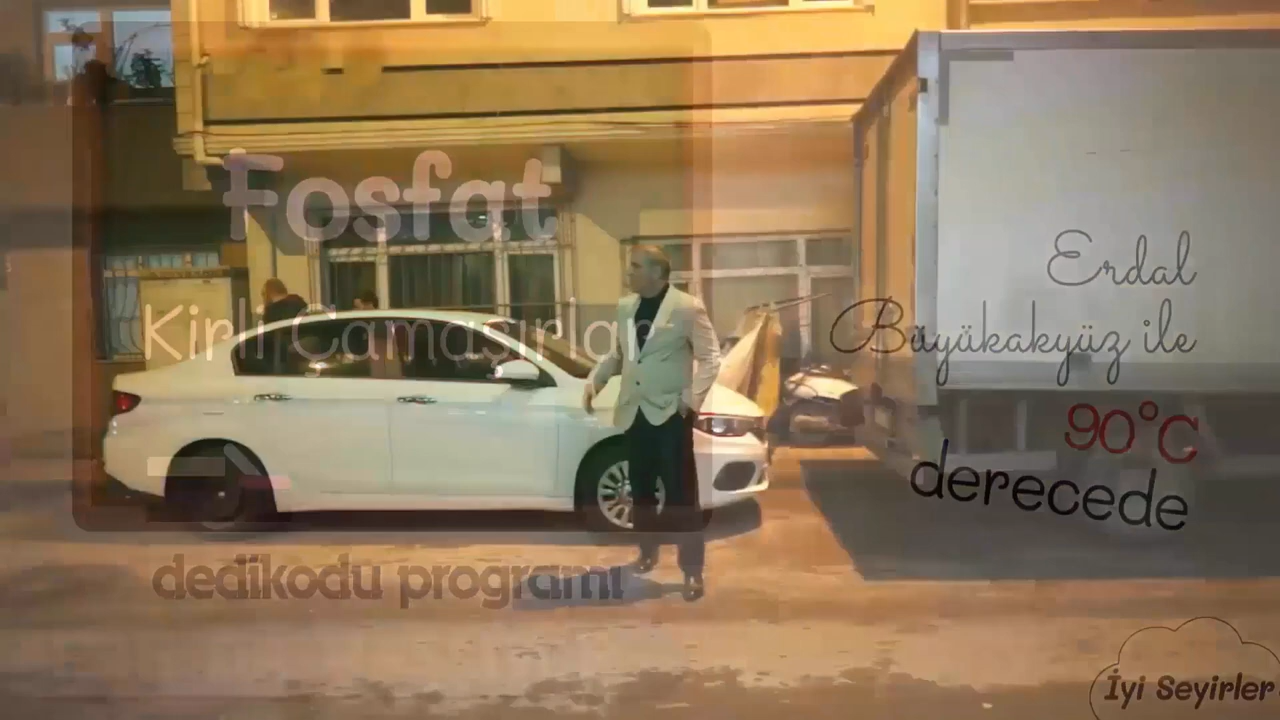 Fosfat
Kirli Çamaşırlar
dedikodu programı
Erdal
Büyükakyüz ile
90°C
derecede
İyi Seyirler